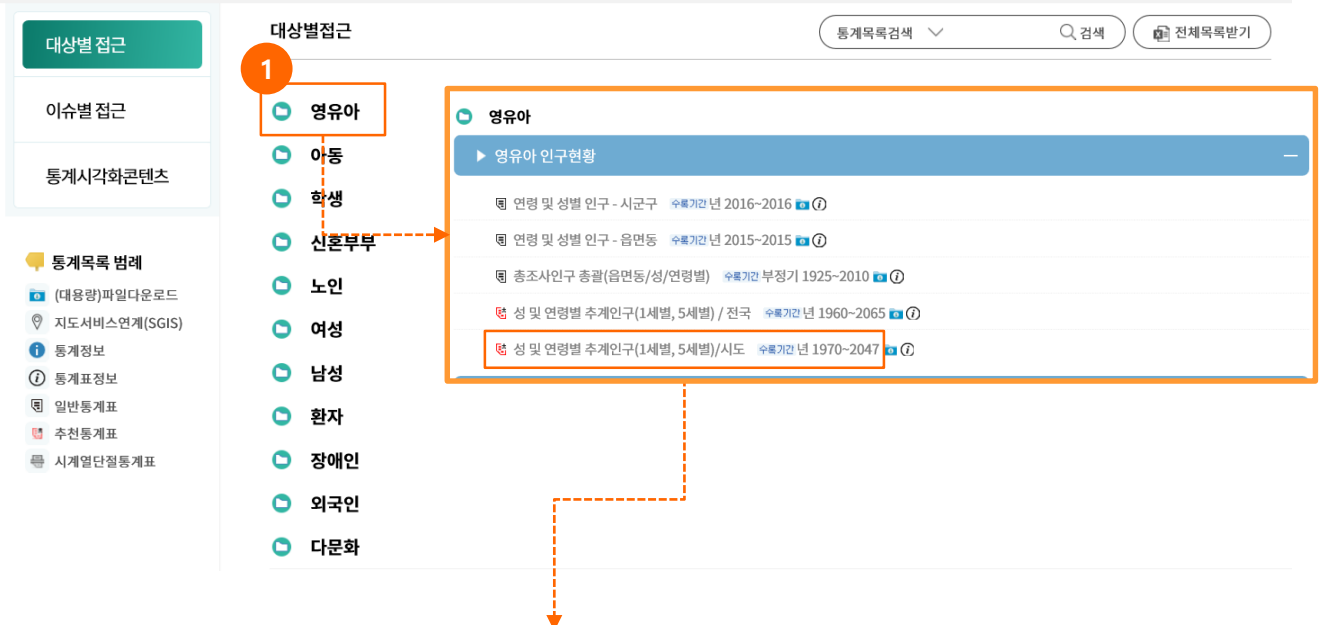 대상별 접근
이슈별 접근
통계시각화콘텐츠
통계목록 범례
(대용량)파일다운로드
지도서비스연계(SGIS)
통계정보
통계표정보
일반통계표
추천통계표
시계열단절통계표
대상별접근
통계목록검색
검색
전체목록받기
1
영유아
아동
학생
신혼부부
노인
여성
남성
환자
장애인
외국인
다문화
영유아
영유아 인구현황
연령 및 성별 인구 - 시군구 수록기간 년 2016~2016
연령 및 성별 인구 - 읍면동 수록기간 년 2015~2015
총조사인구 총괄(읍면동/성/연령별) 수록기간 부정기 1925~2010
성 및 연령별 추계인구(1세별, 5세별) / 전국 수록기간 년 1960~2065
성 및 연령별 추계인구(1세별, 5세별)/시도 수록기간 년 1970~2047